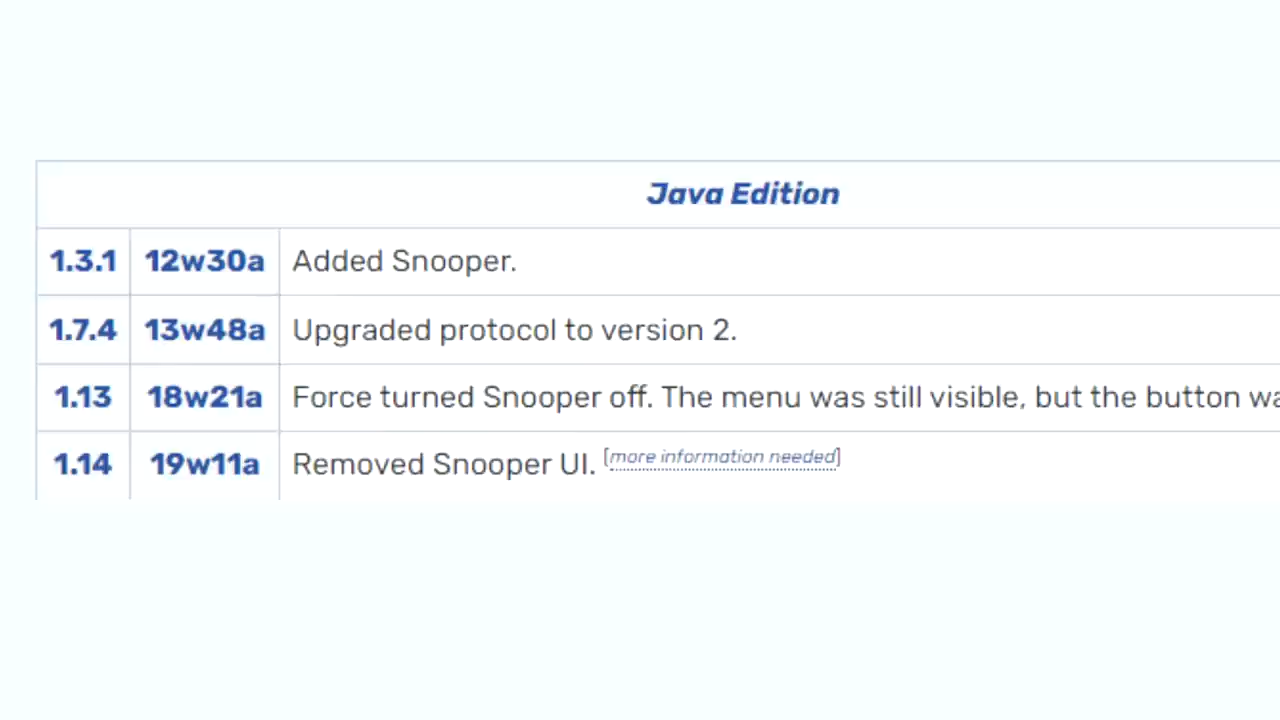 Java Edition
1.3.1 12w30a Added Snooper.
1.7.4 13w48a Upgraded protocol to version 2.
1.13 18w21a Force turned Snooper off. The menu was still visible, but the button
1.14 19w11a Removed Snooper UI. [more information needed]